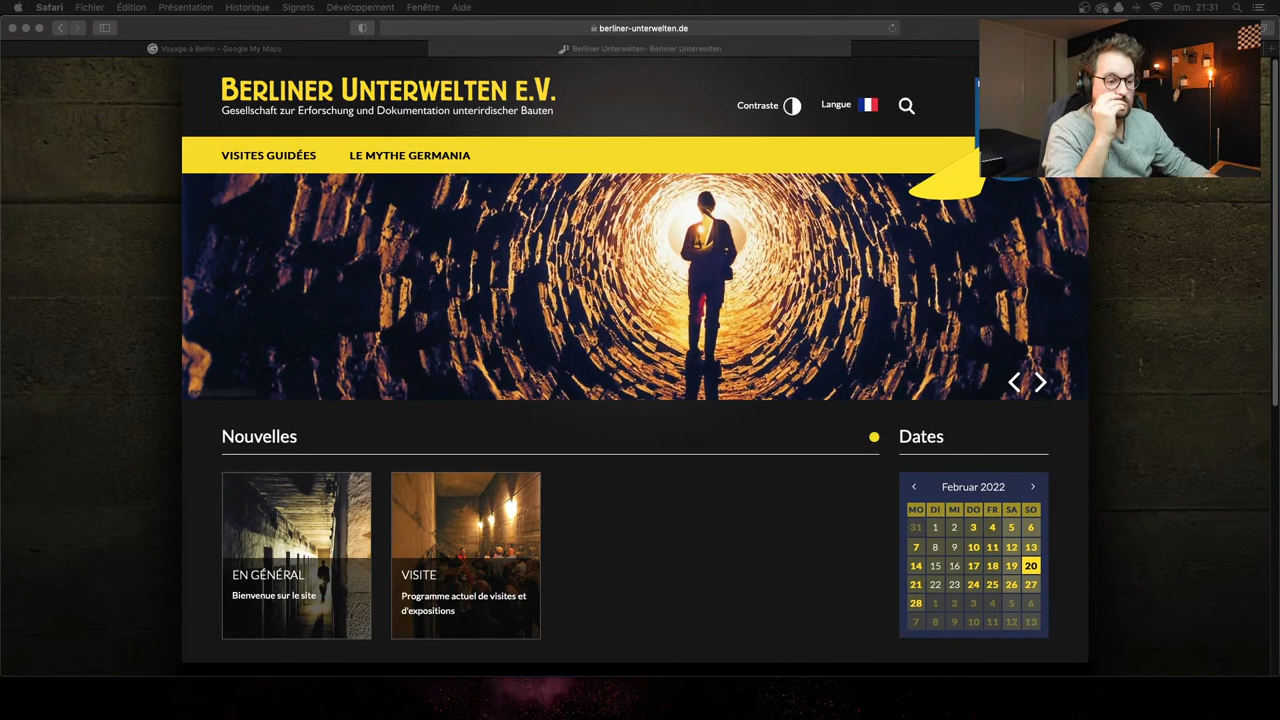 Safari Fichier Édition Présentation Historique Signets Développement Fenêtre Aide
Dim. 21:31
berliner-unterwelten.de
Voyage à Berlin – Google My Maps
Berliner Unterwelten- Berliner Unterwelten
BERLINER UNTERWELTEN E.V.
Gesellschaft zur Erforschung und Dokumentation unterirdischer Bauten
Contraste
Langue
VISITES GUIDÉES
LE MYTHE GERMANIA
Nouvelles
EN GÉNÉRAL
Bienvenue sur le site
VISITE
Programme actuel de visites et
d'expositions
Dates
Februar 2022
MO DI MI DO FR SA SO
31 1 2 3 4 5 6
7 8 9 10 11 12 13
14 15 16 17 18 19 20
21 22 23 24 25 26 27
28 1 2 3 4 5 6
7 8 9 10 11 12 13